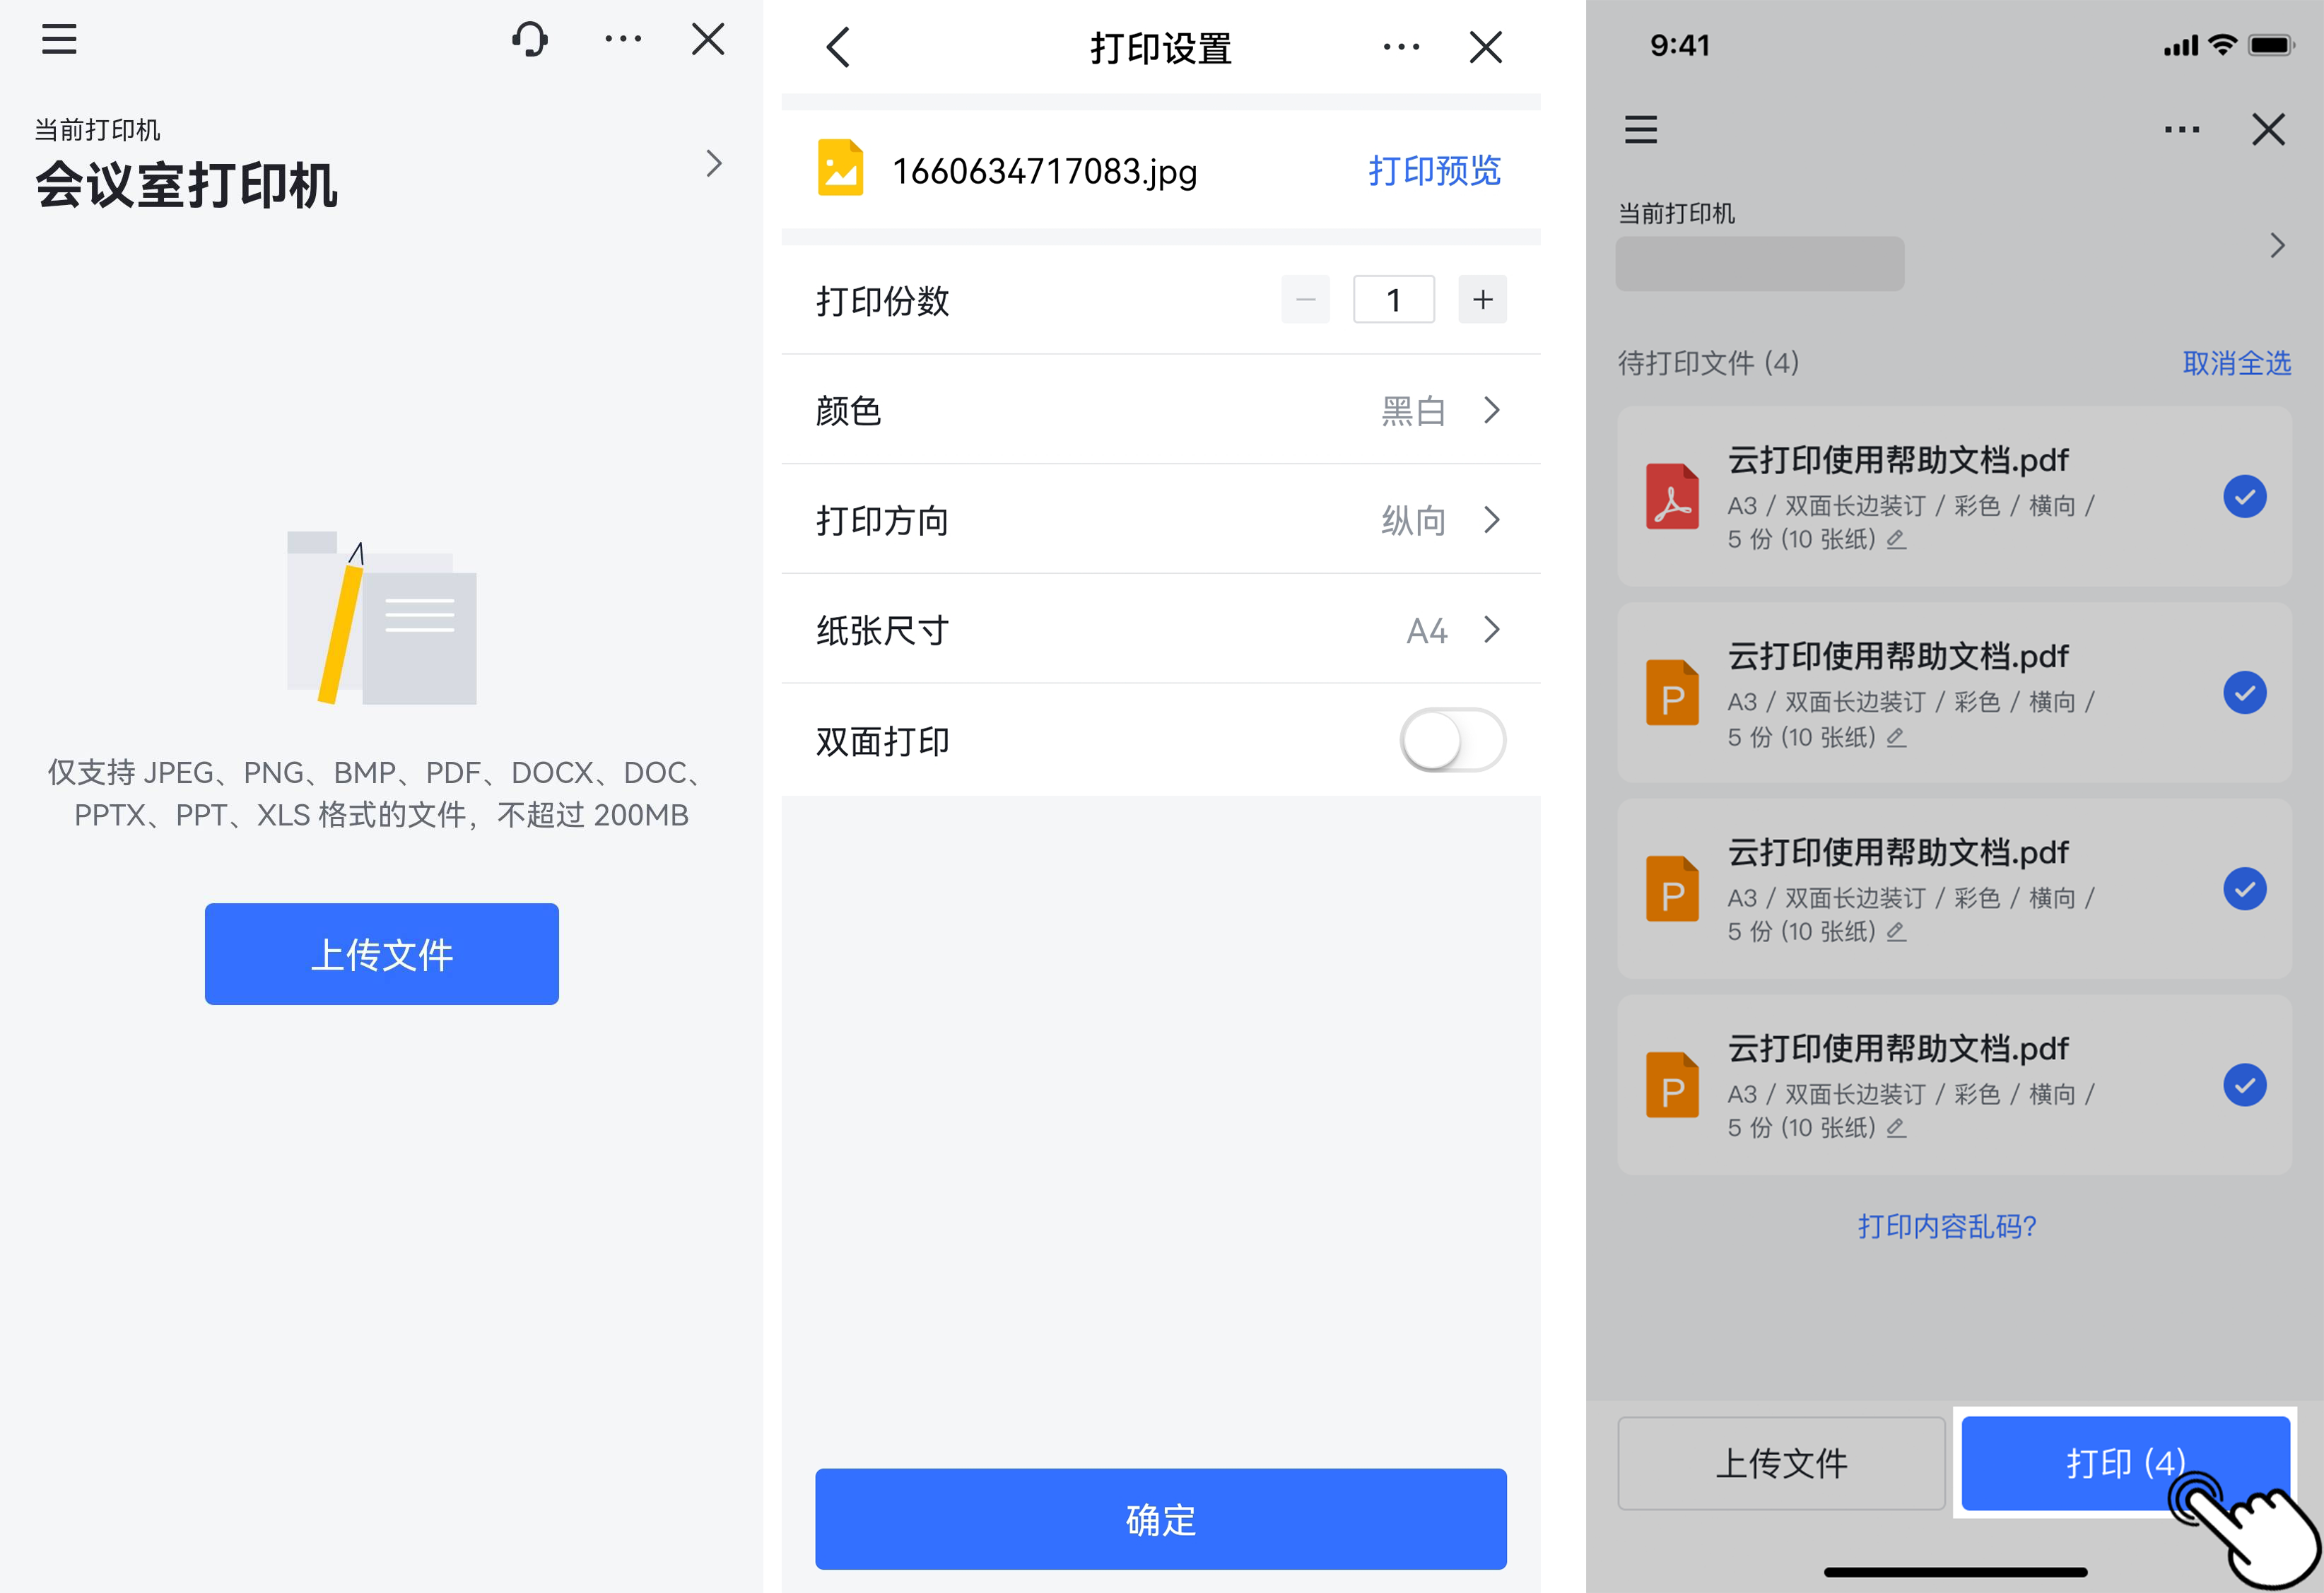 当前打印机
会议室打印机
仅支持 JPEG、PNG、BMP、PDF、DOCX、DOC、
PPTX、PPT、XLS 格式的文件，不超过 200MB
上传文件
打印设置
1660634717083.jpg
打印预览
打印份数
1
颜色
黑白
打印方向
纵向
纸张尺寸
A4
双面打印
确定
9:41
当前打印机
待打印文件 (4)
取消全选
云打印使用帮助文档.pdf
A3 / 双面长边装订 / 彩色 / 横向 /
5 份 (10 张纸)
P
云打印使用帮助文档.pdf
A3 / 双面长边装订 / 彩色 / 横向 /
5 份 (10 张纸)
P
云打印使用帮助文档.pdf
A3 / 双面长边装订 / 彩色 / 横向 /
5 份 (10 张纸)
P
云打印使用帮助文档.pdf
A3 / 双面长边装订 / 彩色 / 横向 /
5 份 (10 张纸)
打印内容乱码?
上传文件
打印 (4)